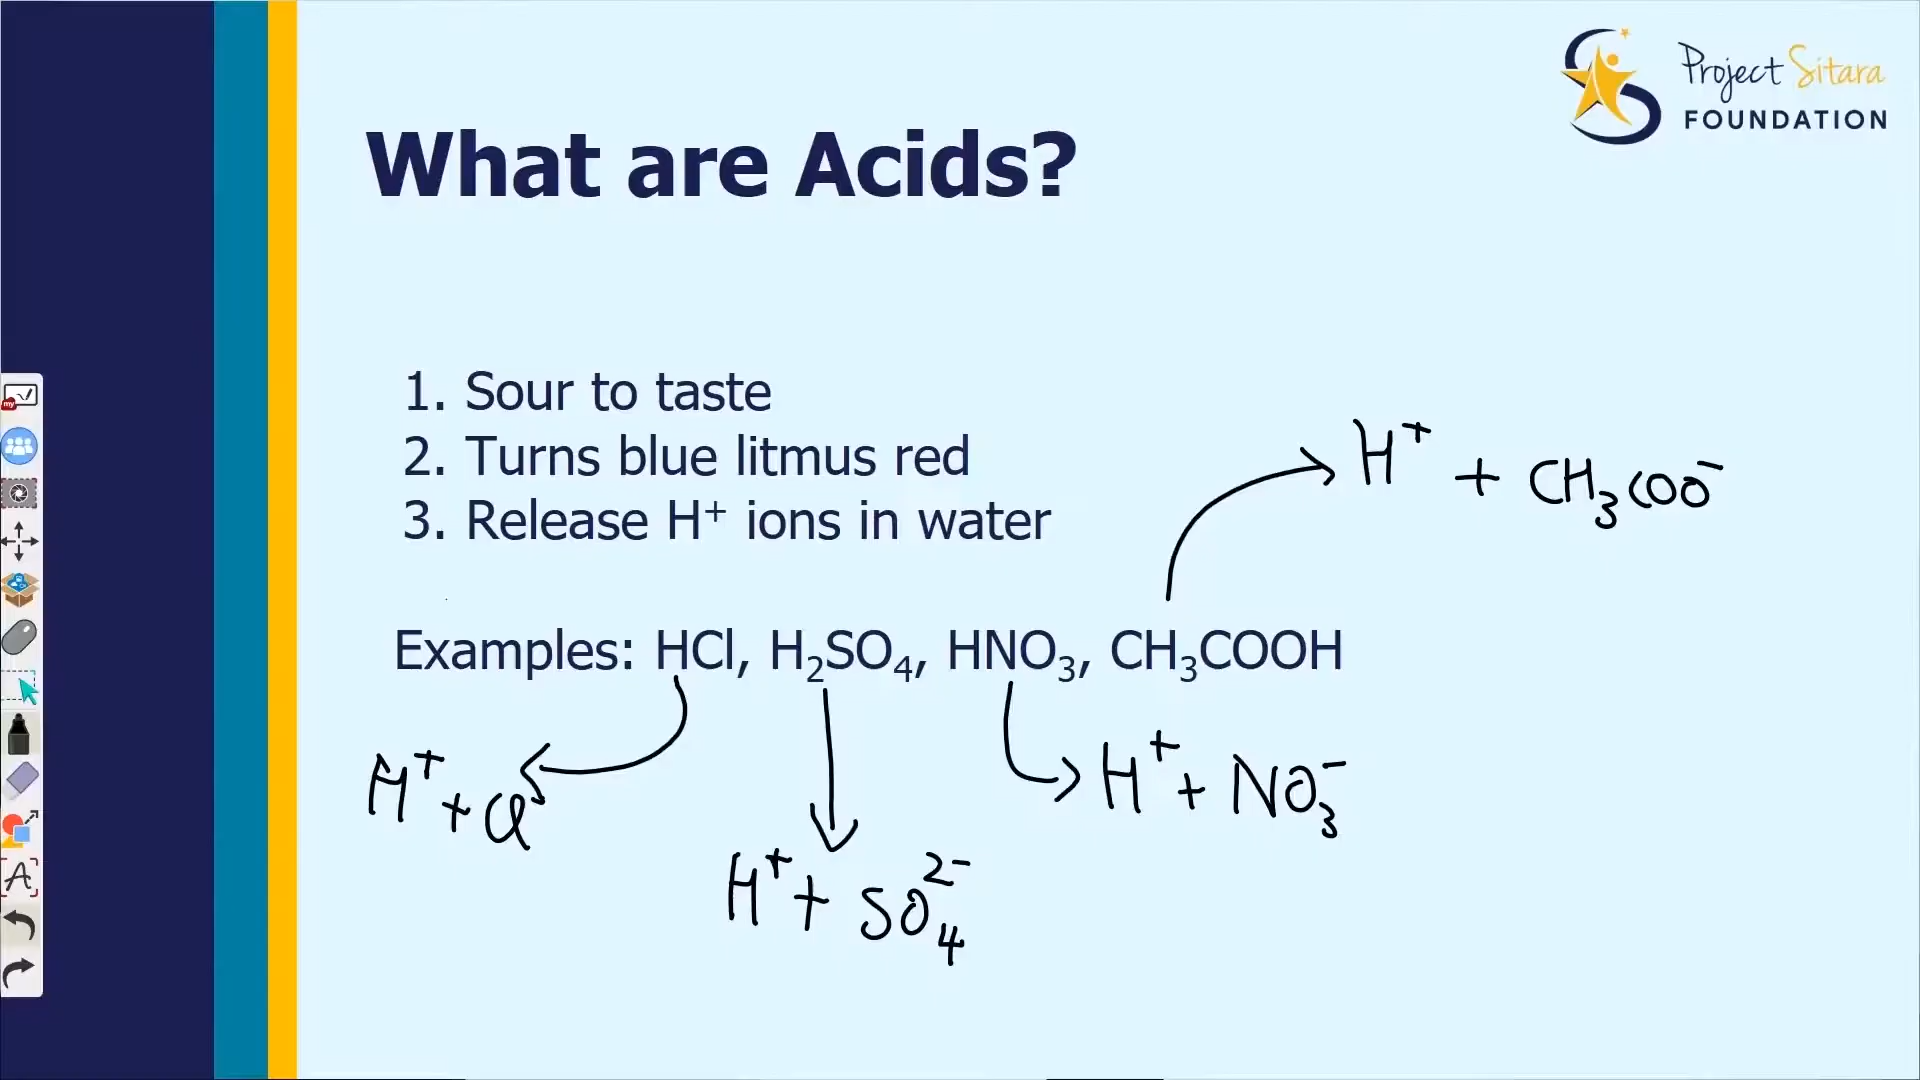 Project Sitara
FOUNDATION
What are Acids?
1. Sour to taste
2. Turns blue litmus red
3. Release H⁺ ions in water
H⁺ + CH₃COO⁻
Examples: HCl, H₂SO₄, HNO₃, CH₃COOH
H⁺ + Cl⁻
H⁺ + NO₃⁻
H⁺ + SO₄²⁻
my
A